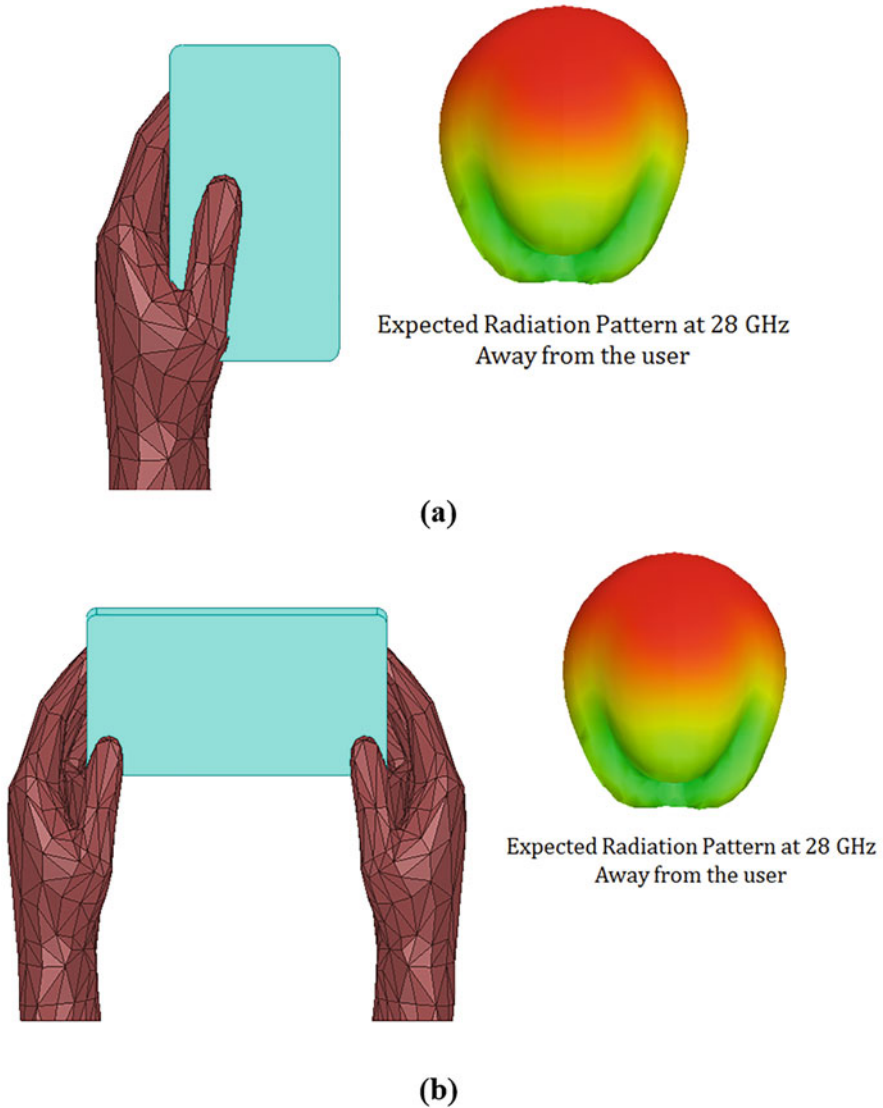 Expected Radiation Pattern at 28 GHz
Away from the user
(a)
Expected Radiation Pattern at 28 GHz
Away from the user
(b)